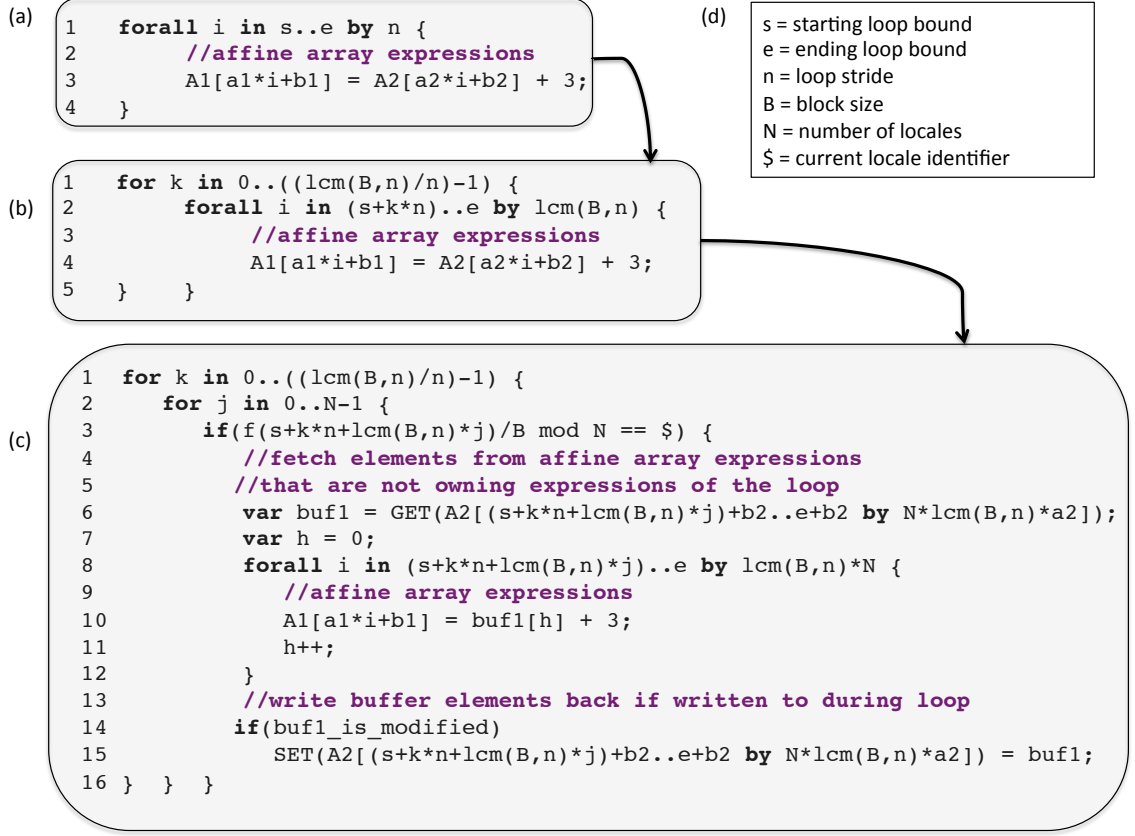 (a)
1 forall i in s..e by n {
2 //affine array expressions
3 A1[a1*i+b1] = A2[a2*i+b2] + 3;
4 }
(d)
s = starting loop bound
e = ending loop bound
n = loop stride
B = block size
N = number of locales
$ = current locale identifier
(b)
1 for k in 0..((lcm(B,n)/n)-1) {
2 forall i in (s+k*n)..e by lcm(B,n) {
3 //affine array expressions
4 A1[a1*i+b1] = A2[a2*i+b2] + 3;
5 } }
(c)
1 for k in 0..((lcm(B,n)/n)-1) {
2 for j in 0..N-1 {
3 if(f(s+k*n+lcm(B,n)*j)/B mod N == $) {
4 //fetch elements from affine array expressions
5 //that are not owning expressions of the loop
6 var buf1 = GET(A2[(s+k*n+lcm(B,n)*j)+b2..e+b2 by N*lcm(B,n)*a2]);
7 var h = 0;
8 forall i in (s+k*n+lcm(B,n)*j)..e by lcm(B,n)*N {
9 //affine array expressions
10 A1[a1*i+b1] = buf1[h] + 3;
11 h++;
12 }
13 //write buffer elements back if written to during loop
14 if(buf1_is_modified)
15 SET(A2[(s+k*n+lcm(B,n)*j)+b2..e+b2 by N*lcm(B,n)*a2]) = buf1;
16 } } }